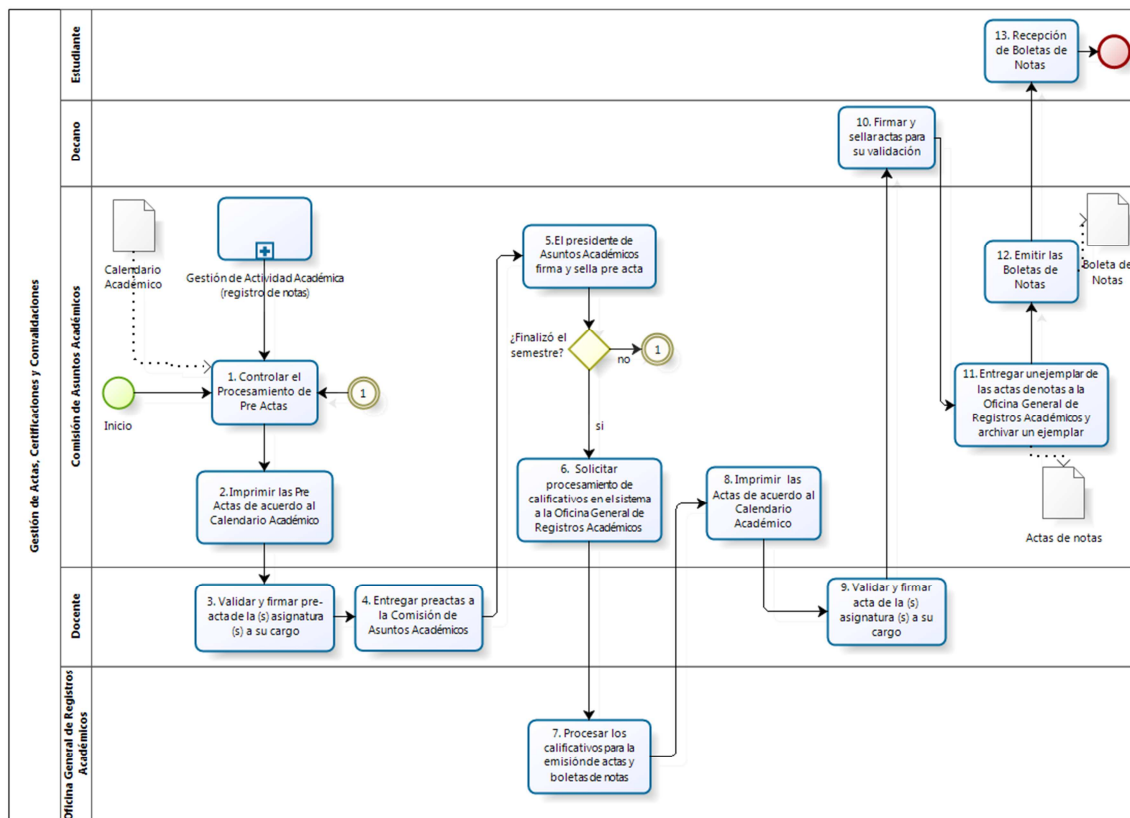 Gestión de Actas, Certificaciones y Convalidaciones
Estudiante
13. Recepción
de Boletas de
Notas
Decano
10. Firmar y
sellar actas para
su validación
Comisión de Asuntos Académicos
Calendario
Académico
Gestión de Actividad Académica
(registro de notas)
Inicio
1. Controlar el
Procesamiento de
Pre Actas
1
2.Imprimir las Pre
Actas de acuerdo al
Calendario Académico
5.El presidente de
Asuntos Académicos
firma y sella pre acta
¿Finalizó el
semestre?
no
1
si
6. Solicitar
procesamiento de
calificativos en el sistema
a la Oficina General de
Registros Académicos
8. Imprimir las
Actas de acuerdo al
Calendario
Académico
12. Emitir las
Boletas de
Notas
Boleta de
Notas
11. Entregar un ejemplar de
las actas de notas a la
Oficina General de
Registros Académicos y
archivar un ejemplar
Actas de notas
Docente
3. Validar y firmar pre-
acta de la (s) asignatura
(s) a su cargo
4. Entregar preactas a
la Comisión de
Asuntos Académicos
9. Validar y firmar
acta de la (s)
asignatura (s) a su
cargo
Oficina General de Registros
Académicos
7. Procesar los
calificativos para la
emisión de actas y
boletas de notas